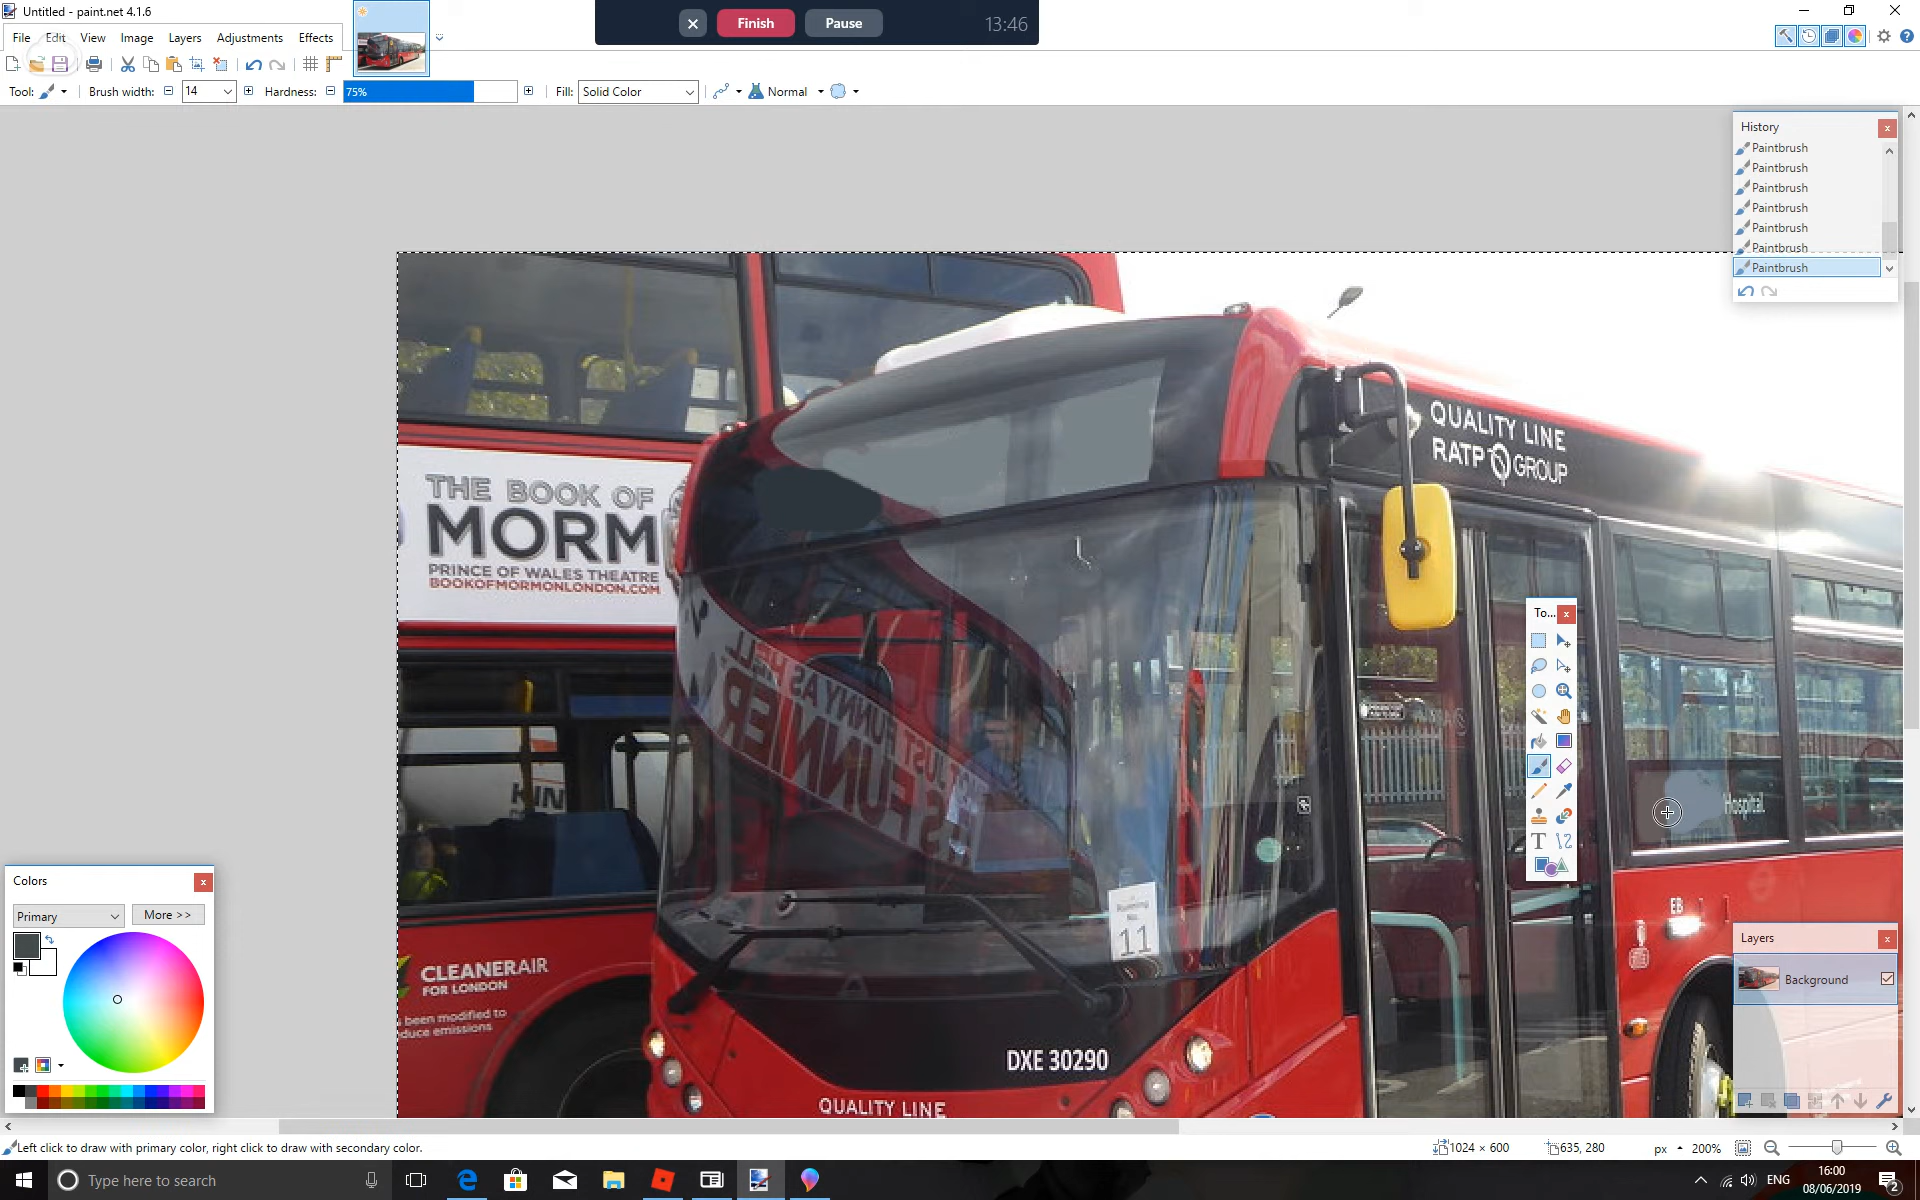 Untitled - paint.net 4.1.6
Finish
Pause
13:46
File Edit View Image Layers Adjustments Effects
Tool:
Brush width:
14
Hardness:
75%
Fill:
Solid Color
Normal
History
Paintbrush
Paintbrush
Paintbrush
Paintbrush
Paintbrush
Paintbrush
Paintbrush
QUALITY LINE
RATP GROUP
THE BOOK OF
MORM
PRINCE OF WALES THEATRE
BOOKOFMORMONLONDON.COM
To...
KIN
Hospital
Running
No.
11
EB
CLEANERAIR
FOR LONDON
been modified to
duce emissions
DXE 30290
QUALITY LINE
Colors
Primary
More >>
Layers
Background
Left click to draw with primary color, right click to draw with secondary color.
1024 × 600
635, 280
px
200%
Type here to search
ENG
16:00
08/06/2019
2